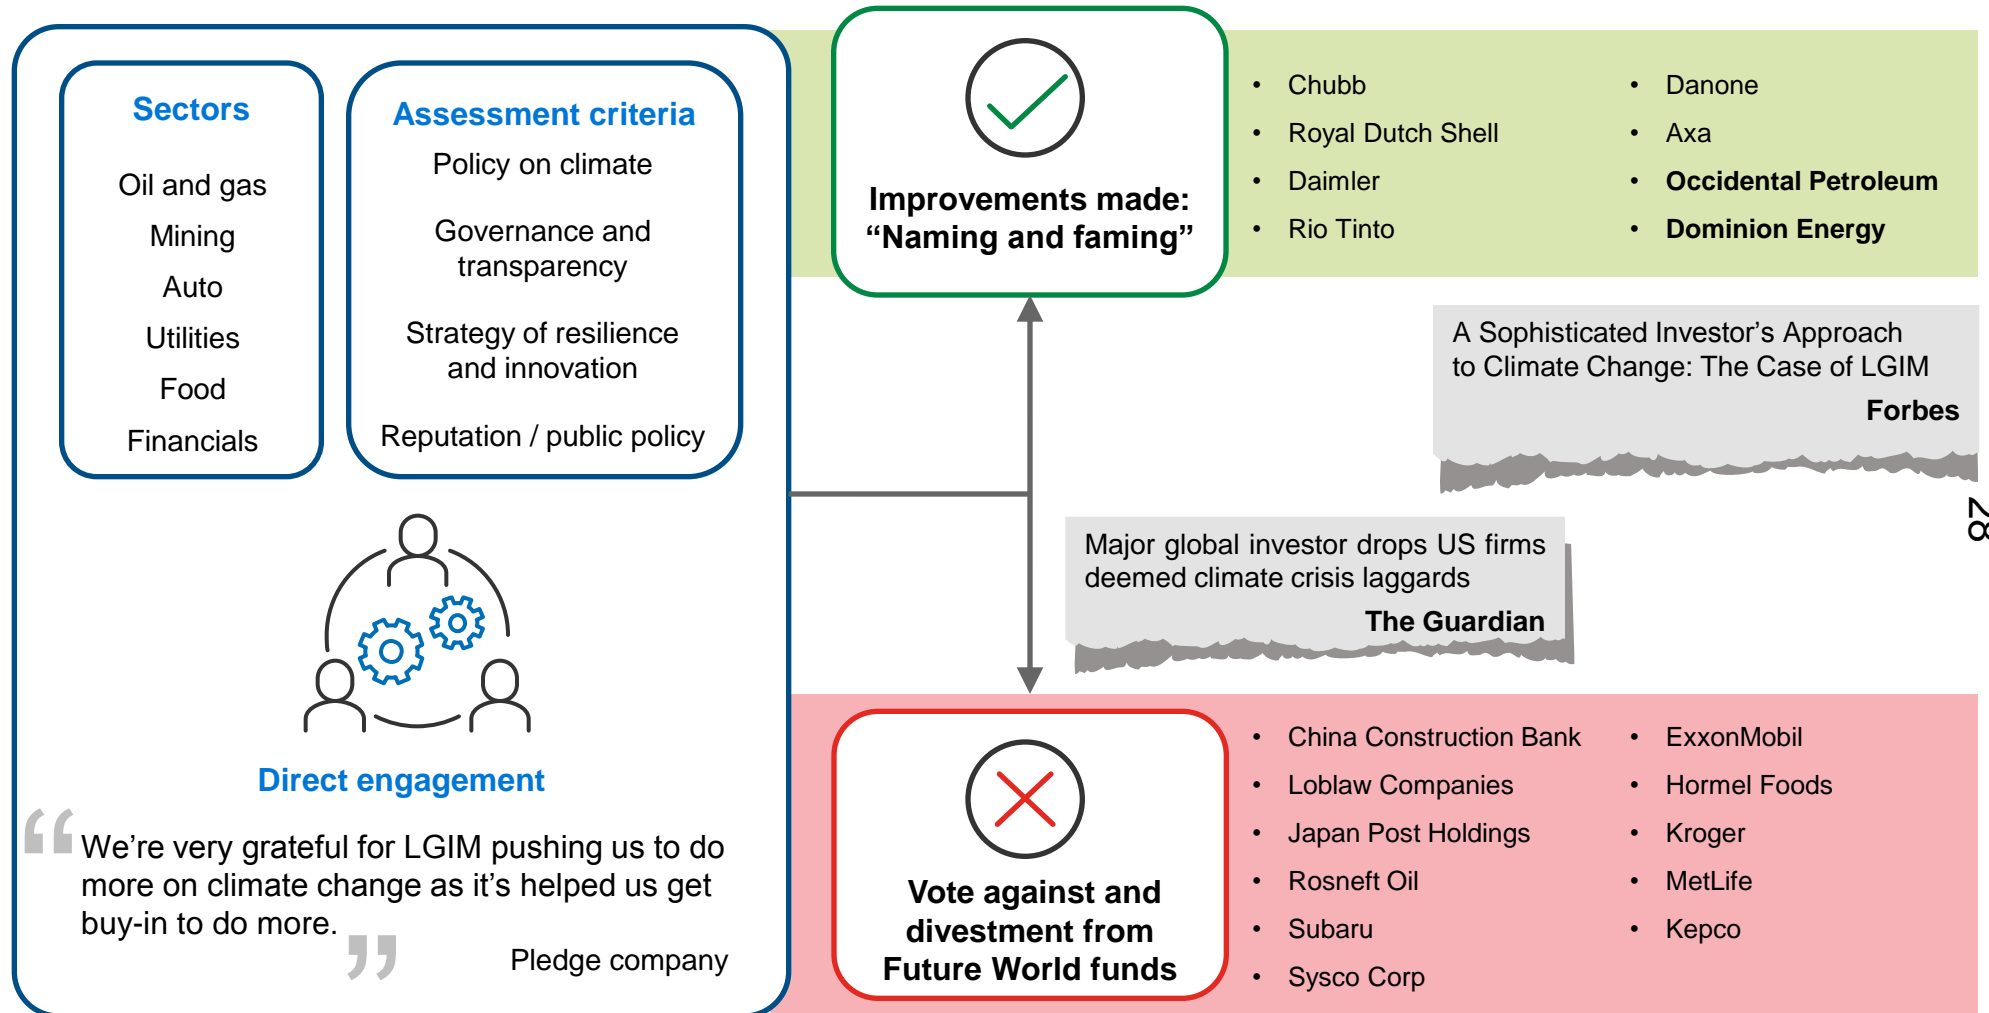 Sectors
Oil and gas
Mining
Auto
Utilities
Food
Financials
Assessment criteria
Policy on climate
Governance and
transparency
Strategy of resilience
and innovation
Reputation / public policy
Direct engagement
“ We’re very grateful for LGIM pushing us to do
more on climate change as it’s helped us get
buy-in to do more. ”
Pledge company
Improvements made:
“Naming and faming”
• Chubb
• Royal Dutch Shell
• Daimler
• Rio Tinto
• Danone
• Axa
• Occidental Petroleum
• Dominion Energy
A Sophisticated Investor’s Approach
to Climate Change: The Case of LGIM
Forbes
28
Major global investor drops US firms
deemed climate crisis laggards
The Guardian
Vote against and
divestment from
Future World funds
• China Construction Bank
• Loblaw Companies
• Japan Post Holdings
• Rosneft Oil
• Subaru
• Sysco Corp
• ExxonMobil
• Hormel Foods
• Kroger
• MetLife
• Kepco